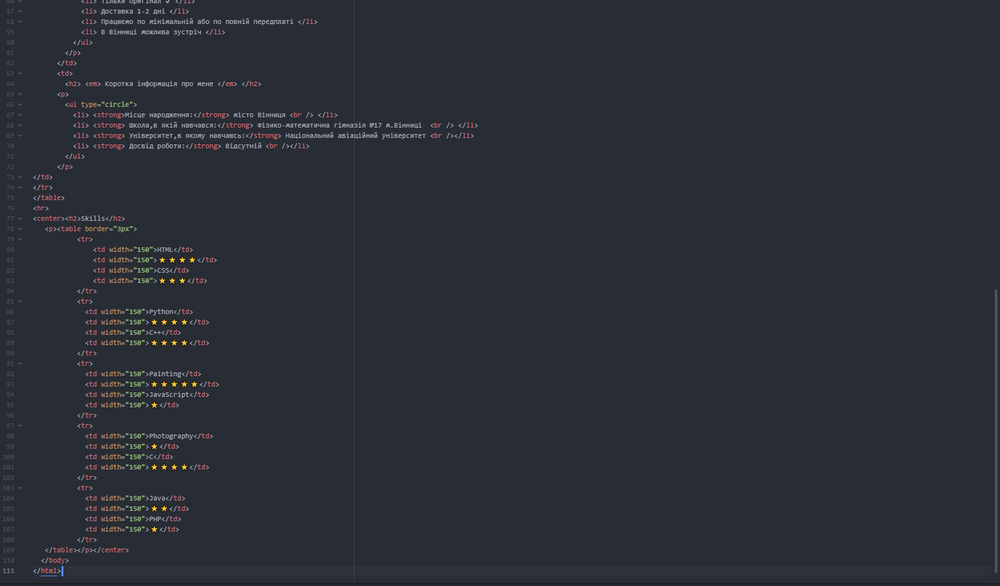 56 <li> Тільки оригінал ✓ </li>
57 <li> Доставка 1-2 дні </li>
58 <li> Працюємо по мінімальній або по повній передплаті </li>
59 <li> В Вінниці можлива зустріч </li>
60 </ul>
61 </p>
62 </td>
63 <td>
64 <h2> <em> Коротка інформація про мене </em> </h2>
65 <p>
66 <ul type="circle">
67 <li> <strong>Місце народження:</strong> місто Вінниця <br /> </li>
68 <li> <strong> Школа,в якій навчався:</strong> Фізико-математична гімназія №17 м.Вінниці  <br /> </li>
69 <li> <strong> Університет,в якому навчаюсь:</strong> Національний авіаційний університет <br /></li>
70 <li> <strong> Досвід роботи:</strong> Відсутній <br /></li>
71 </ul>
72 </p>
73 </td>
74 </tr>
75 </table>
76 <hr>
77 <center><h2>Skills</h2>
78 <p><table border="3px">
79 <tr>
80 <td width="150">HTML</td>
81 <td width="150">⭐⭐⭐⭐</td>
82 <td width="150">CSS</td>
83 <td width="150">⭐⭐⭐</td>
84 </tr>
85 <tr>
86 <td width="150">Python</td>
87 <td width="150">⭐⭐⭐⭐</td>
88 <td width="150">C++</td>
89 <td width="150">⭐⭐⭐⭐</td>
90 </tr>
91 <tr>
92 <td width="150">Painting</td>
93 <td width="150">⭐⭐⭐⭐⭐</td>
94 <td width="150">JavaScript</td>
95 <td width="150">⭐</td>
96 </tr>
97 <tr>
98 <td width="150">Photography</td>
99 <td width="150">⭐</td>
100 <td width="150">C</td>
101 <td width="150">⭐⭐⭐⭐</td>
102 </tr>
103 <tr>
104 <td width="150">Java</td>
105 <td width="150">⭐⭐</td>
106 <td width="150">PHP</td>
107 <td width="150">⭐</td>
108 </tr>
109 </table></p></center>
110 </body>
111 </html>